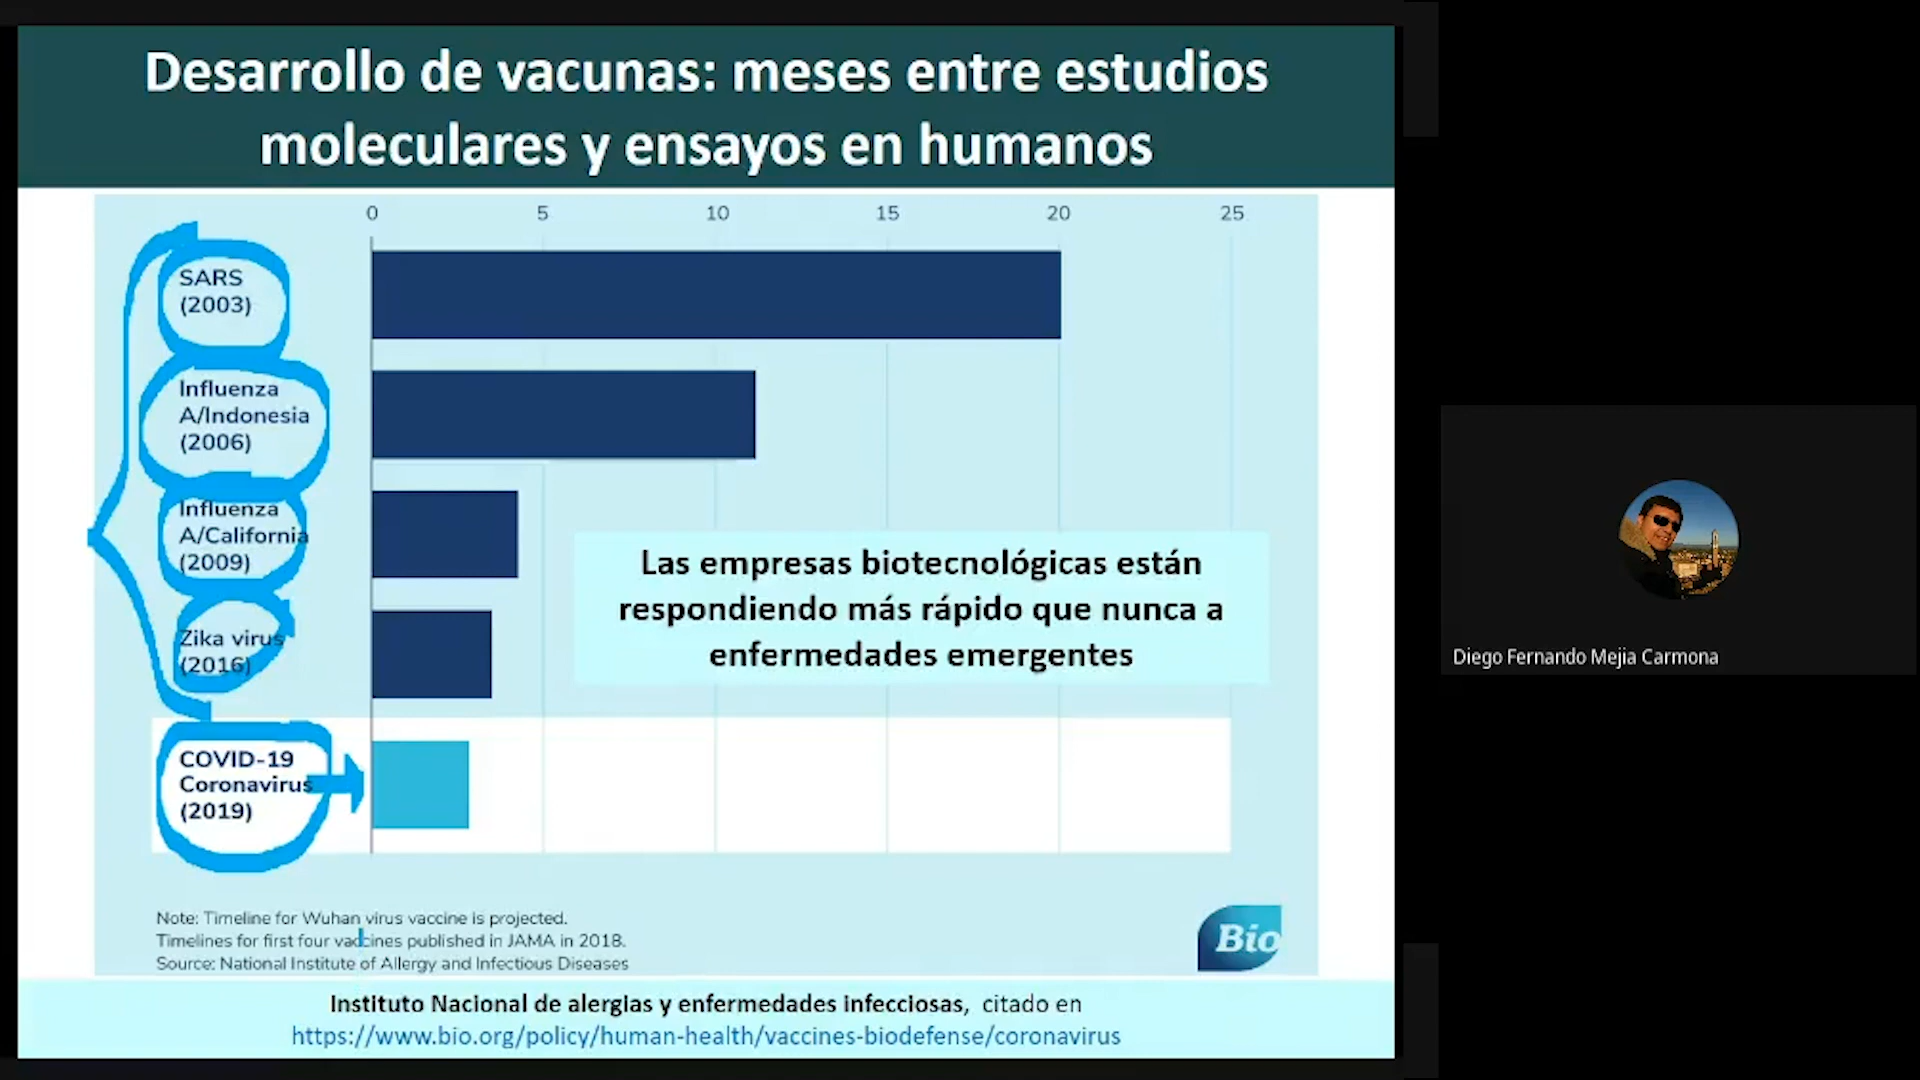 Desarrollo de vacunas: meses entre estudios
moleculares y ensayos en humanos
0 5 10 15 20 25
SARS
(2003)
Influenza
A/Indonesia
(2006)
Influenza
A/California
(2009)
Zika virus
(2016)
COVID-19
Coronavirus
(2019)
Las empresas biotecnológicas están
respondiendo más rápido que nunca a
enfermedades emergentes
Note: Timeline for Wuhan virus vaccine is projected.
Timelines for first four vaccines published in JAMA in 2018.
Source: National Institute of Allergy and Infectious Diseases
Bio
Instituto Nacional de alergias y enfermedades infecciosas, citado en
https://www.bio.org/policy/human-health/vaccines-biodefense/coronavirus
Diego Fernando Mejia Carmona